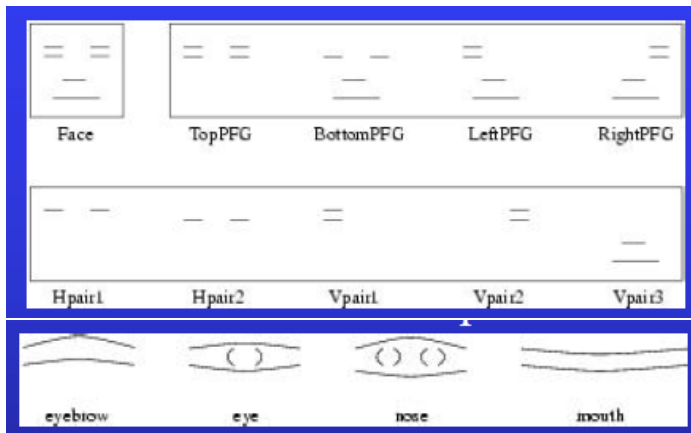 Face TopPFG BottomPFG LeftPFG RightPFG
Hpair1 Hpair2 Vpair1 Vpair2 Vpair3
eyebrow eye nose mouth